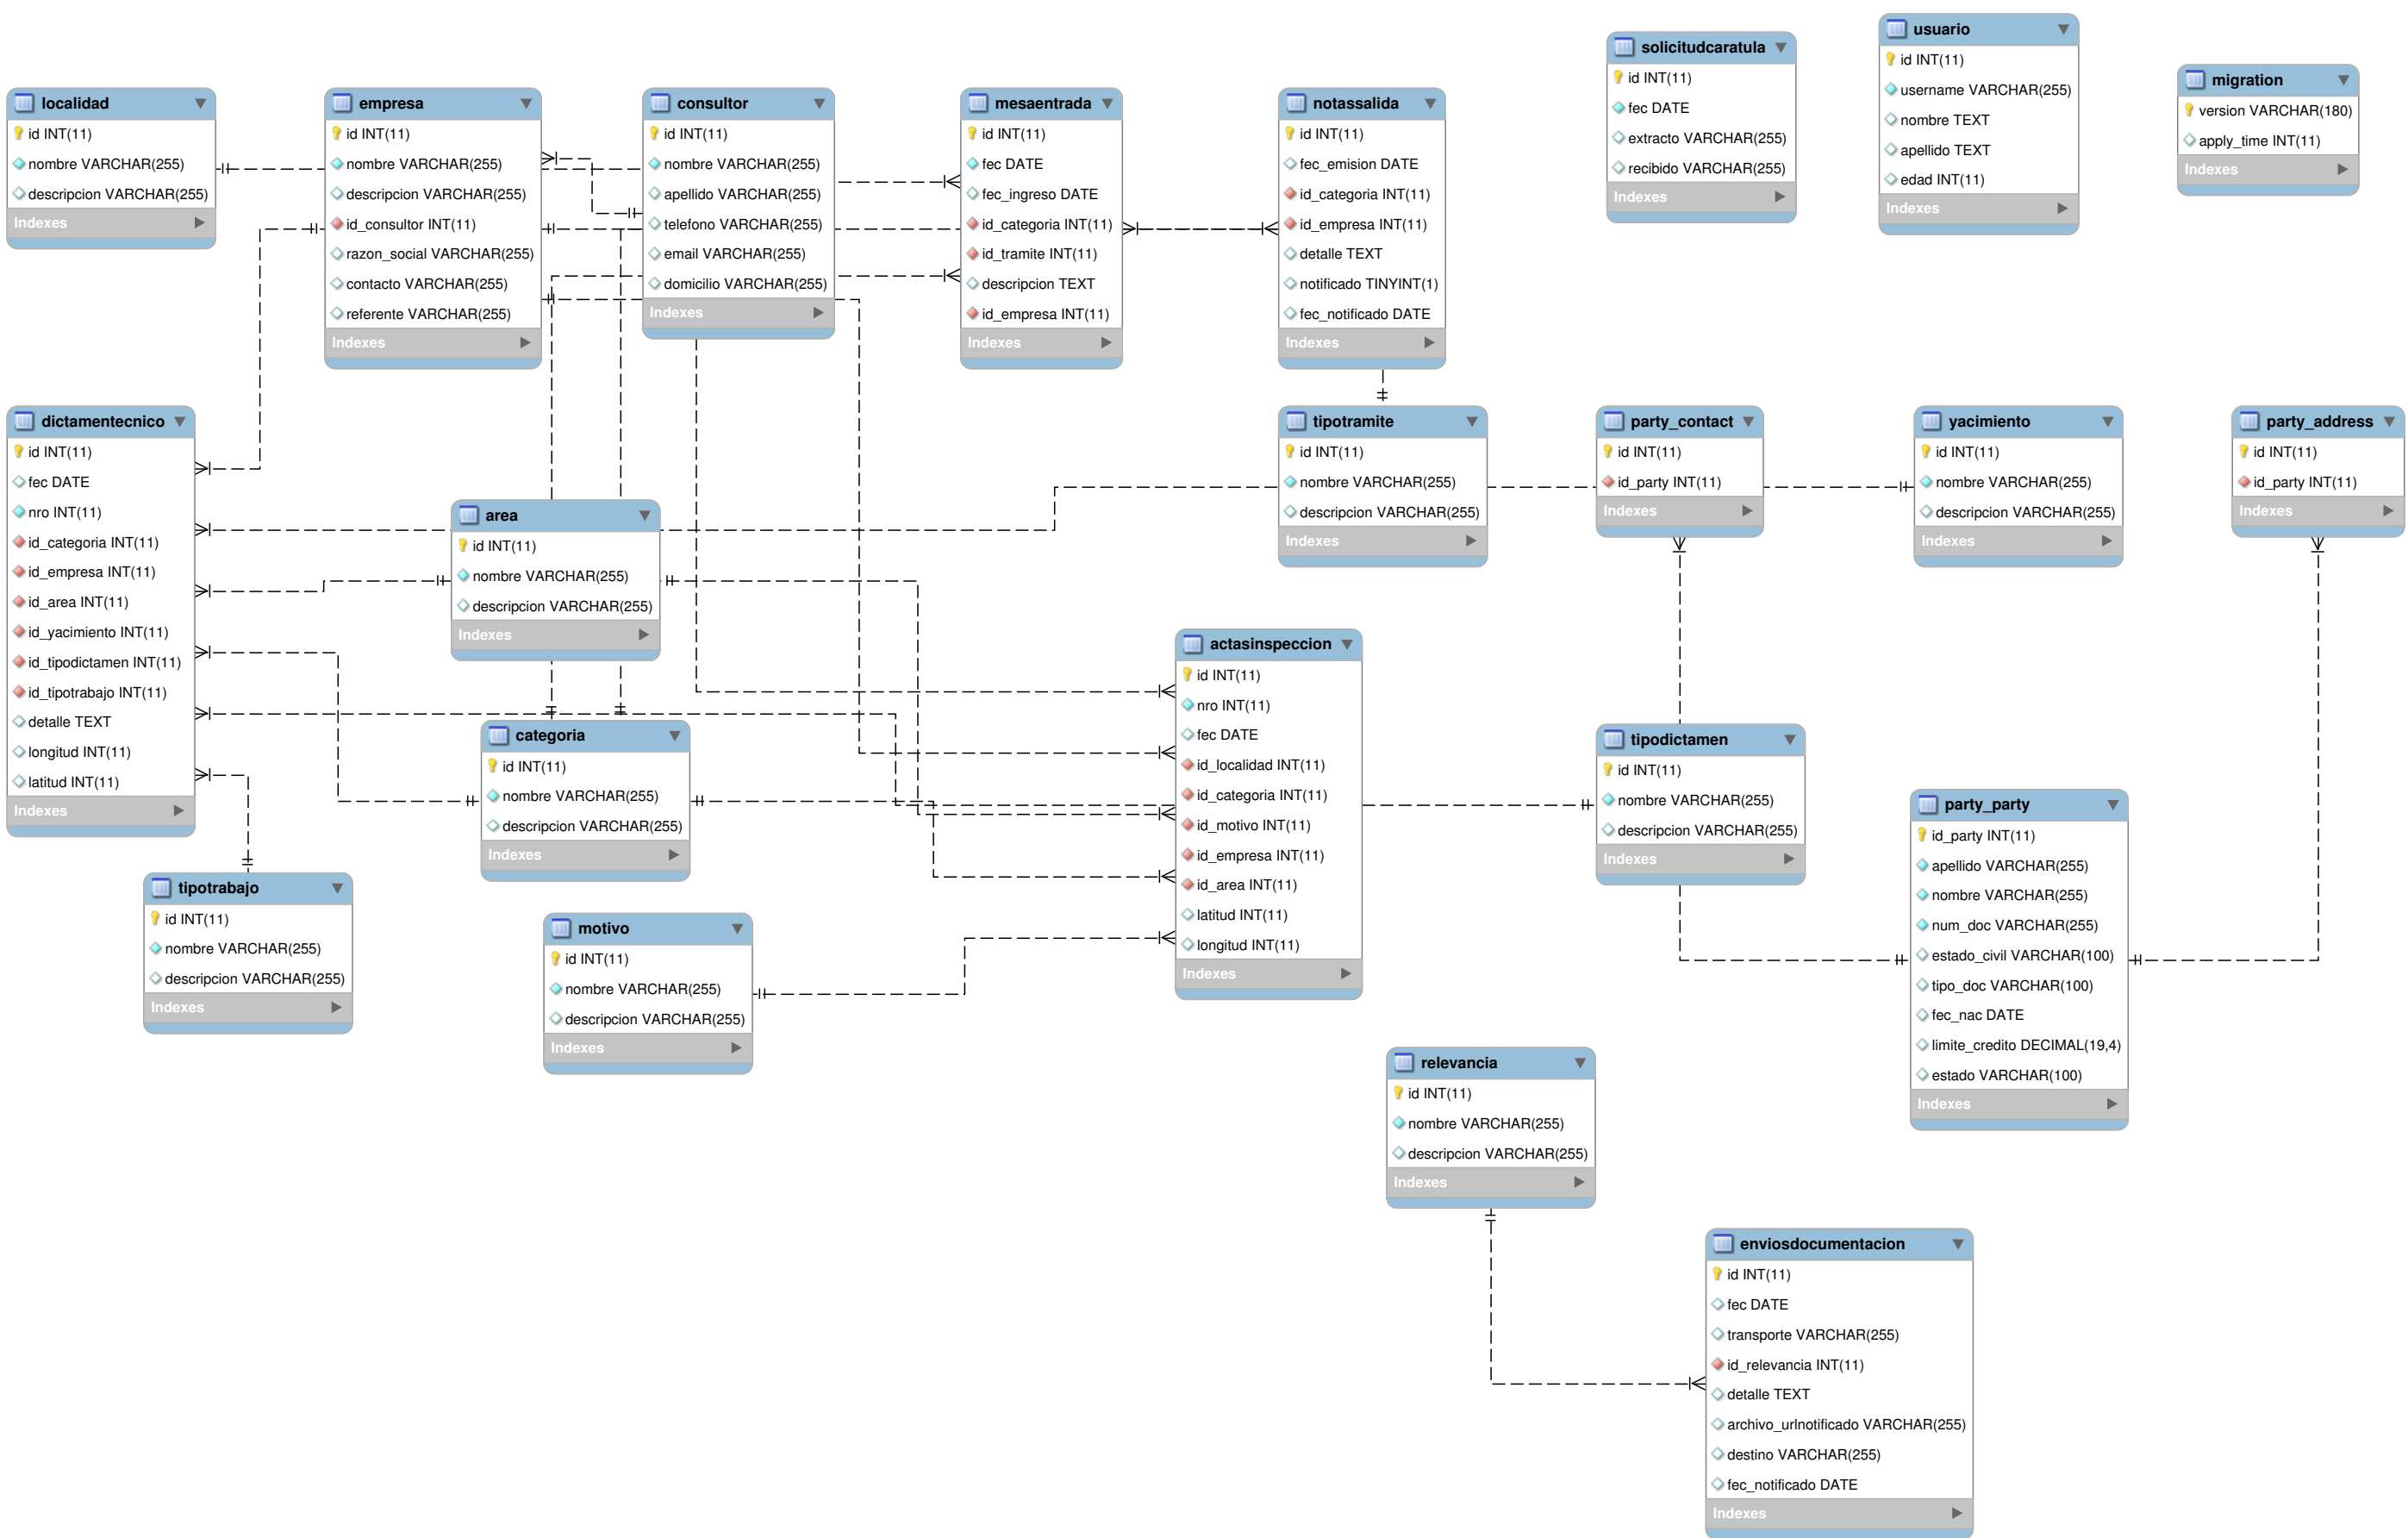 solicitudcaratula
id INT(11)
fec DATE
extracto VARCHAR(255)
recibido VARCHAR(255)
Indexes
usuario
id INT(11)
username VARCHAR(255)
nombre TEXT
apellido TEXT
edad INT(11)
Indexes
migration
version VARCHAR(180)
apply_time INT(11)
Indexes
localidad
id INT(11)
nombre VARCHAR(255)
descripcion VARCHAR(255)
Indexes
empresa
id INT(11)
nombre VARCHAR(255)
descripcion VARCHAR(255)
id_consultor INT(11)
razon_social VARCHAR(255)
contacto VARCHAR(255)
referente VARCHAR(255)
Indexes
consultor
id INT(11)
nombre VARCHAR(255)
apellido VARCHAR(255)
telefono VARCHAR(255)
email VARCHAR(255)
domicilio VARCHAR(255)
Indexes
mesaentrada
id INT(11)
fec DATE
fec_ingreso DATE
id_categoria INT(11)
id_tramite INT(11)
descripcion TEXT
id_empresa INT(11)
Indexes
notassalida
id INT(11)
fec_emision DATE
id_categoria INT(11)
id_empresa INT(11)
detalle TEXT
notificado TINYINT(1)
fec_notificado DATE
Indexes
dictamentecnico
id INT(11)
fec DATE
nro INT(11)
id_categoria INT(11)
id_empresa INT(11)
id_area INT(11)
id_yacimiento INT(11)
id_tipodictamen INT(11)
id_tipotrabajo INT(11)
detalle TEXT
longitud INT(11)
latitud INT(11)
Indexes
area
id INT(11)
nombre VARCHAR(255)
descripcion VARCHAR(255)
Indexes
tipotramite
id INT(11)
nombre VARCHAR(255)
descripcion VARCHAR(255)
Indexes
party_contact
id INT(11)
id_party INT(11)
Indexes
yacimiento
id INT(11)
nombre VARCHAR(255)
descripcion VARCHAR(255)
Indexes
party_address
id INT(11)
id_party INT(11)
Indexes
actasinspeccion
id INT(11)
nro INT(11)
fec DATE
id_localidad INT(11)
id_categoria INT(11)
id_motivo INT(11)
id_empresa INT(11)
id_area INT(11)
latitud INT(11)
longitud INT(11)
Indexes
categoria
id INT(11)
nombre VARCHAR(255)
descripcion VARCHAR(255)
Indexes
tipodictamen
id INT(11)
nombre VARCHAR(255)
descripcion VARCHAR(255)
Indexes
party_party
id_party INT(11)
apellido VARCHAR(255)
nombre VARCHAR(255)
num_doc VARCHAR(255)
estado_civil VARCHAR(100)
tipo_doc VARCHAR(100)
fec_nac DATE
limite_credito DECIMAL(19,4)
estado VARCHAR(100)
Indexes
tipotrabajo
id INT(11)
nombre VARCHAR(255)
descripcion VARCHAR(255)
Indexes
motivo
id INT(11)
nombre VARCHAR(255)
descripcion VARCHAR(255)
Indexes
relevancia
id INT(11)
nombre VARCHAR(255)
descripcion VARCHAR(255)
Indexes
enviosdocumentacion
id INT(11)
fec DATE
transporte VARCHAR(255)
id_relevancia INT(11)
detalle TEXT
archivo_urlnotificado VARCHAR(255)
destino VARCHAR(255)
fec_notificado DATE
Indexes